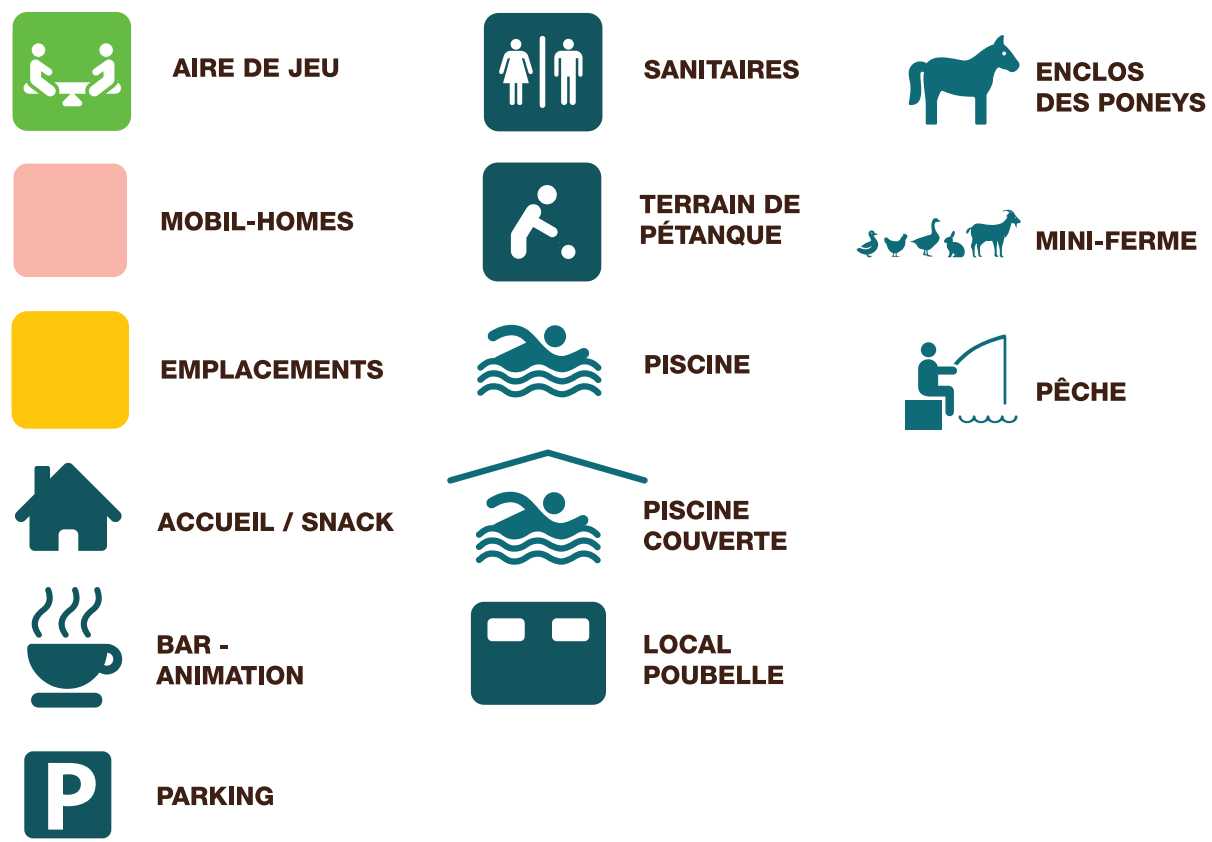 AIRE DE JEU
MOBIL-HOMES
EMPLACEMENTS
ACCUEIL / SNACK
BAR -
ANIMATION
P
PARKING
SANITAIRES
TERRAIN DE
PÉTANQUE
PISCINE
PISCINE
COUVERTE
LOCAL
POUBELLE
ENCLOS
DES PONEYS
MINI-FERME
PÊCHE